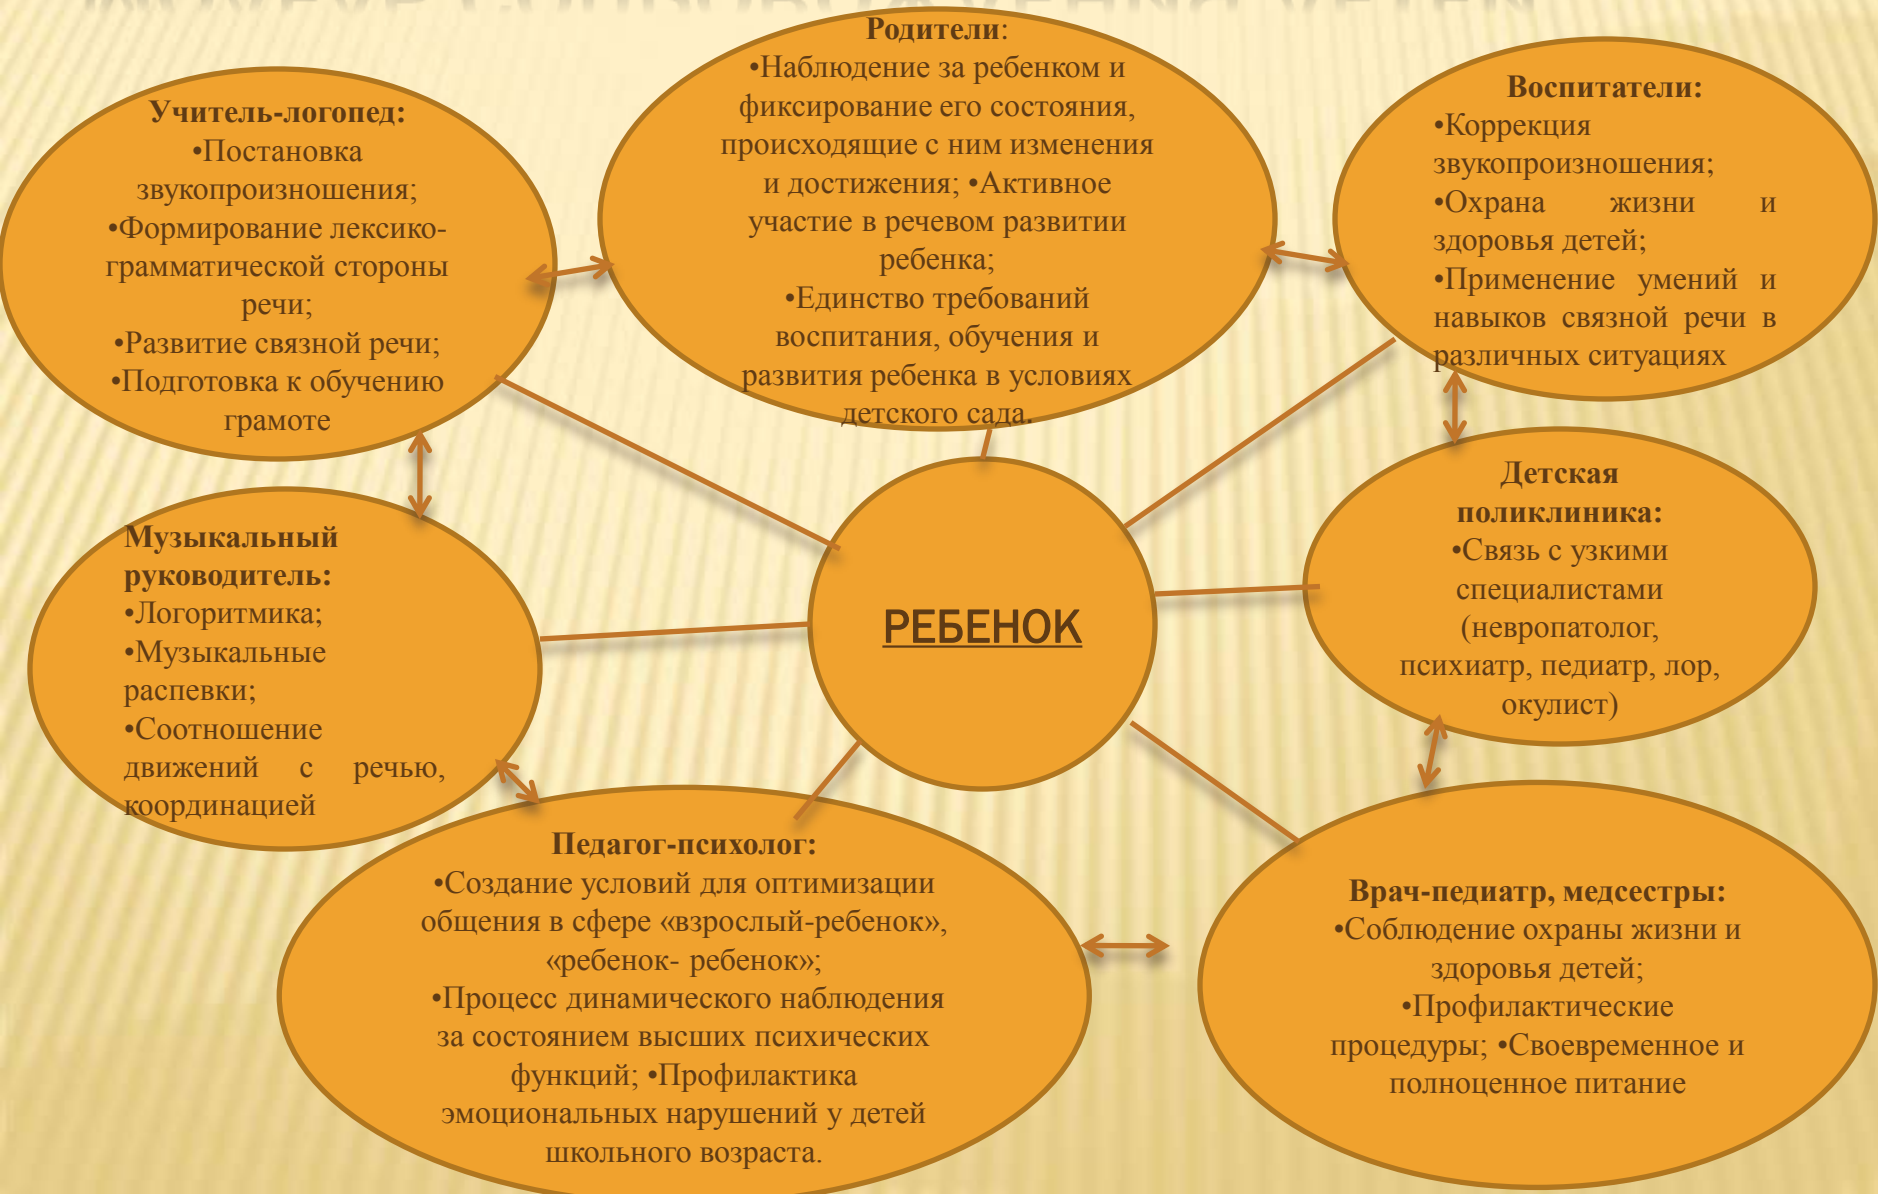 Родители:
•Наблюдение за ребенком и
фиксирование его состояния,
происходящие с ним изменения
и достижения; •Активное
участие в речевом развитии
ребенка;
•Единство требований
воспитания, обучения и
развития ребенка в условиях
детского сада.
Учитель-логопед:
•Постановка
звукопроизношения;
•Формирование лексико-
грамматической стороны
речи;
•Развитие связной речи;
•Подготовка к обучению
грамоте
Воспитатели:
•Коррекция
звукопроизношения;
•Охрана жизни и
здоровья детей;
•Применение умений и
навыков связной речи в
различных ситуациях
Музыкальный
руководитель:
•Логоритмика;
•Музыкальные
распевки;
•Соотношение
движений с речью,
координацией
РЕБЕНОК
Детская
поликлиника:
•Связь с узкими
специалистами
(невропатолог,
психиатр, педиатр, лор,
окулист)
Педагог-психолог:
•Создание условий для оптимизации
общения в сфере «взрослый-ребенок»,
«ребенок- ребенок»;
•Процесс динамического наблюдения
за состоянием высших психических
функций; •Профилактика
эмоциональных нарушений у детей
школьного возраста.
Врач-педиатр, медсестры:
•Соблюдение охраны жизни и
здоровья детей;
•Профилактические
процедуры; •Своевременное и
полноценное питание